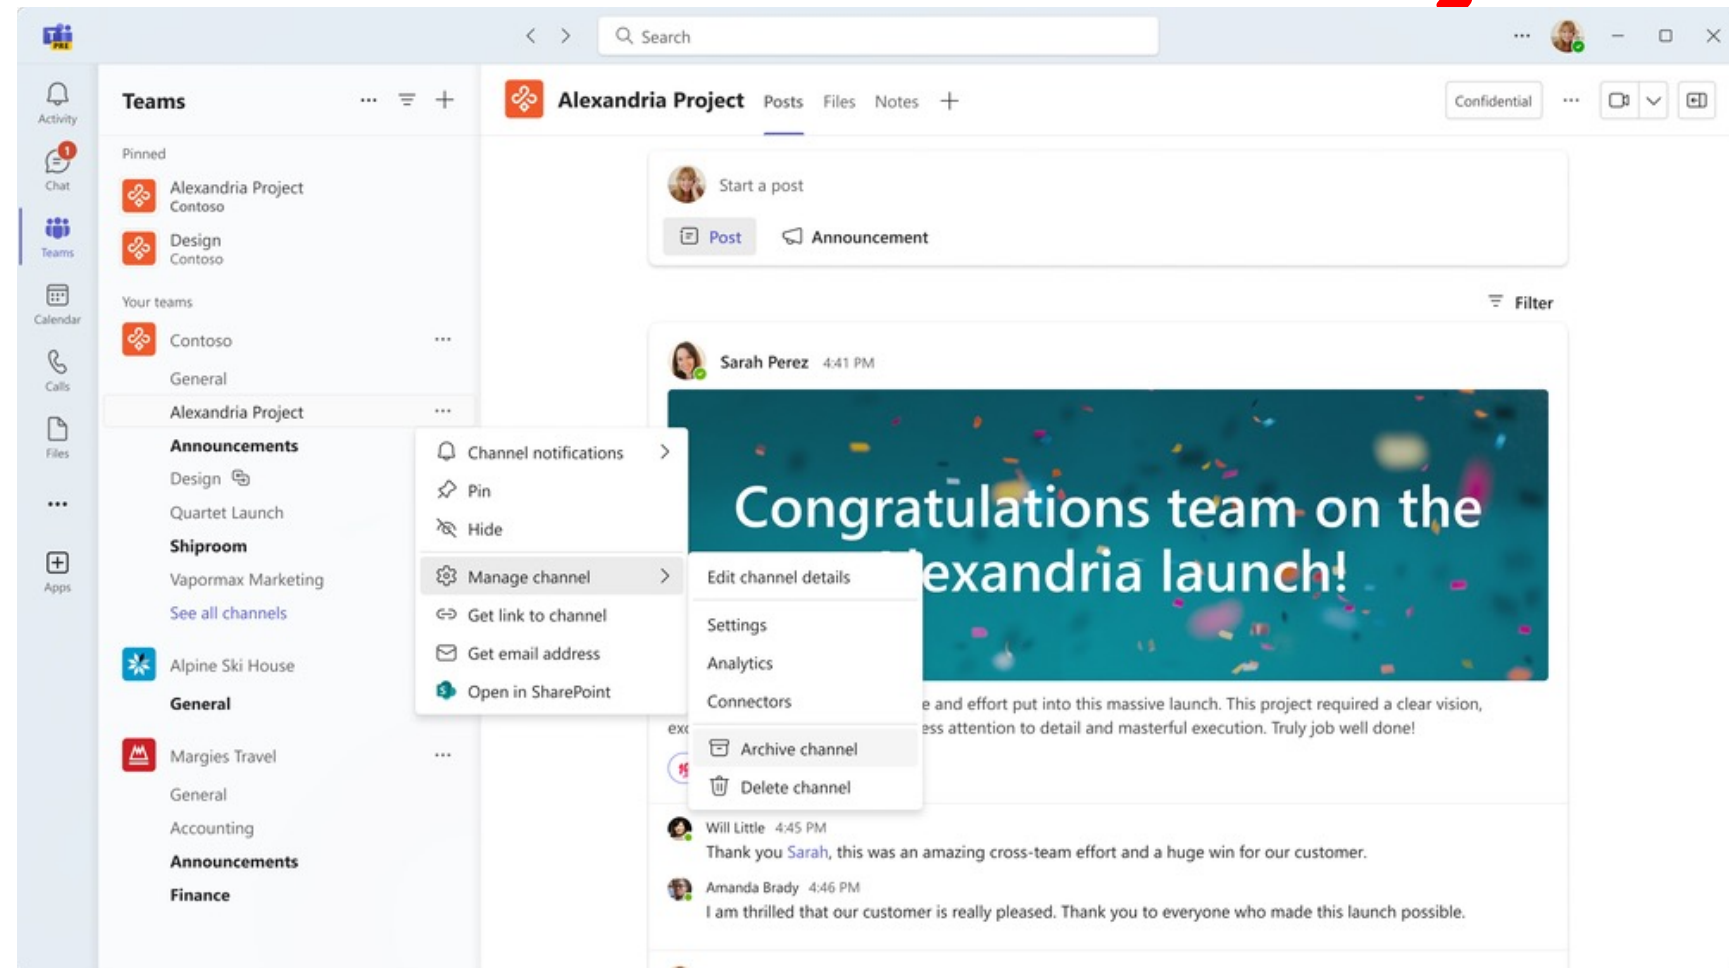 PRE
Search
Activity
1
Chat
Teams
Calendar
Calls
Files
Apps
Teams
Pinned
Alexandria Project
Contoso
Design
Contoso
Your teams
Contoso
General
Alexandria Project
Announcements
Design
Quartet Launch
Shiproom
Vapormax Marketing
See all channels
Alpine Ski House
General
Margies Travel
General
Accounting
Announcements
Finance
Alexandria Project Posts Files Notes
Confidential
Start a post
Post Announcement
Filter
Sarah Perez 4:41 PM
Congratulations team on the
exandria launch!
and effort put into this massive launch. This project required a clear vision,
attention to detail and masterful execution. Truly job well done!
Will Little 4:45 PM
Thank you Sarah, this was an amazing cross-team effort and a huge win for our customer.
Amanda Brady 4:46 PM
I am thrilled that our customer is really pleased. Thank you to everyone who made this launch possible.
Channel notifications
Pin
Hide
Manage channel
Get link to channel
Get email address
Open in SharePoint
Edit channel details
Settings
Analytics
Connectors
Archive channel
Delete channel